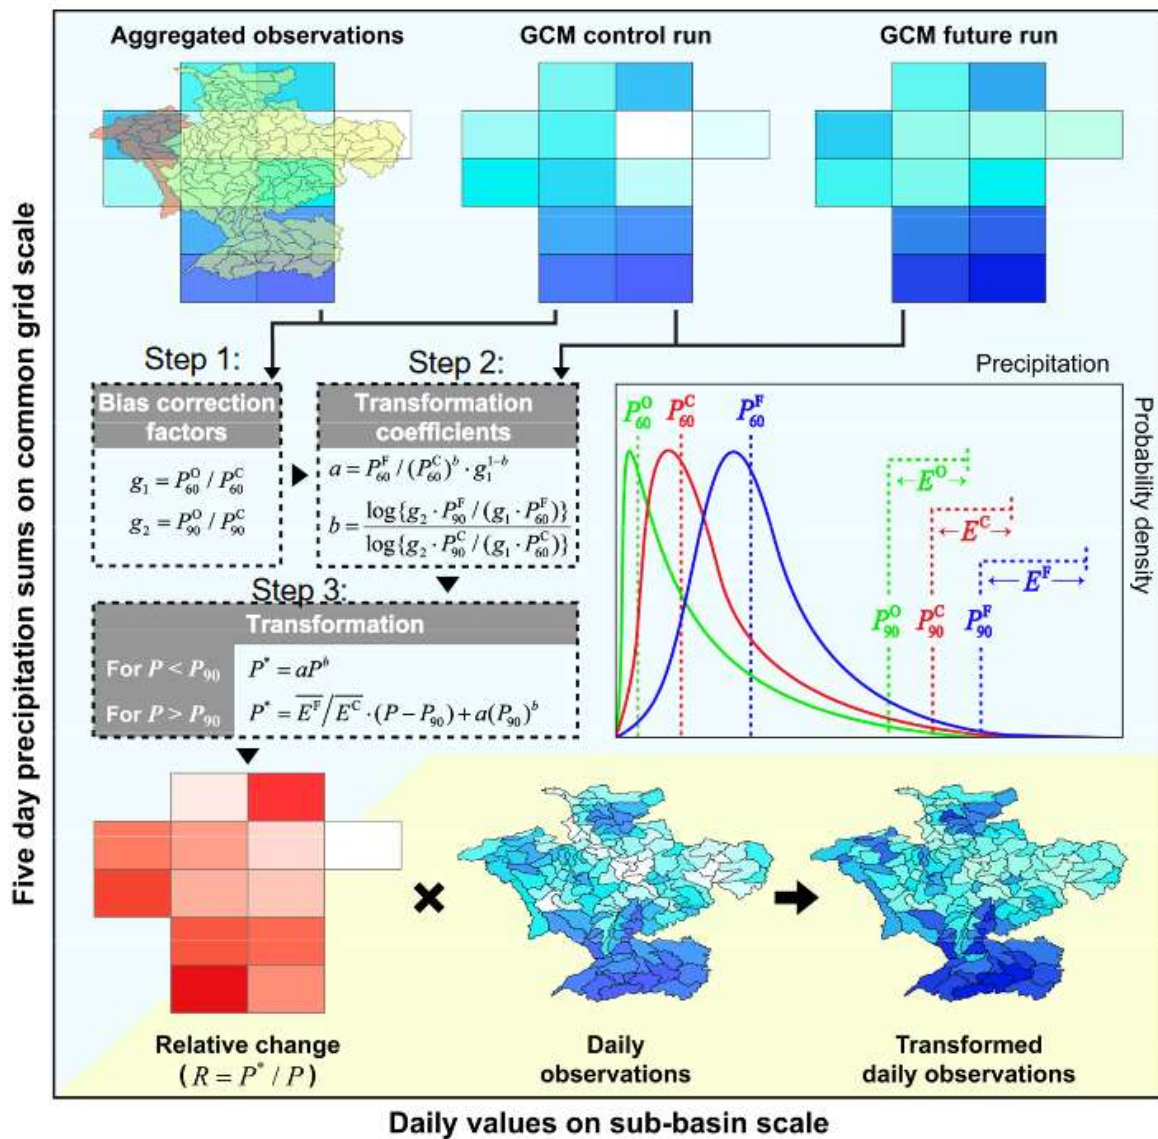 Aggregated observations
GCM control run
GCM future run
Five day precipitation sums on common grid scale
Step 1:
Bias correction
factors
g₁ = P₆₀ᴼ / P₆₀ᶜ
g₂ = P₉₀ᴼ / P₉₀ᶜ
Step 2:
Transformation
coefficients
a = P₆₀ᶠ / (P₆₀ᶜ)ᵇ · g₁¹⁻ᵇ
b = log{g₂ · P₉₀ᶠ / (g₁ · P₆₀ᶠ)} / log{g₂ · P₉₀ᶜ / (g₁ · P₆₀ᶜ)}
Step 3:
Transformation
For P < P₉₀ P* = aPᵇ
For P > P₉₀ P* = E̅ᶠ/E̅ᶜ · (P − P₉₀) + a(P₉₀)ᵇ
Precipitation
Probability density
P₆₀ᴼ P₆₀ᶜ P₆₀ᶠ
Eᴼ
Eᶜ
Eᶠ
P₉₀ᴼ P₉₀ᶜ P₉₀ᶠ
Relative change
(R = P* / P)
Daily
observations
Transformed
daily observations
Daily values on sub-basin scale